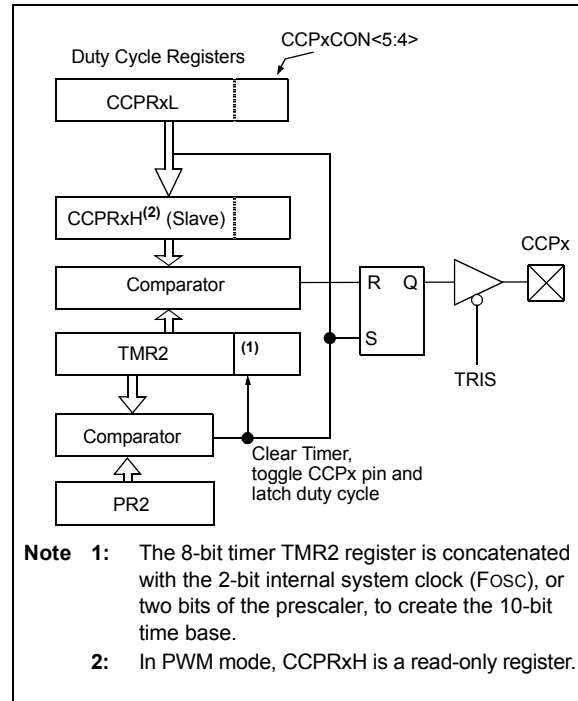 CCPxCON<5:4>
Duty Cycle Registers
CCPRxL
CCPRxH(2) (Slave)
CCPx
Comparator
R Q
TMR2
(1)
S
TRIS
Comparator
Clear Timer,
toggle CCPx pin and
latch duty cycle
PR2
Note 1: The 8-bit timer TMR2 register is concatenated
with the 2-bit internal system clock (FOSC), or
two bits of the prescaler, to create the 10-bit
time base.
2: In PWM mode, CCPRxH is a read-only register.